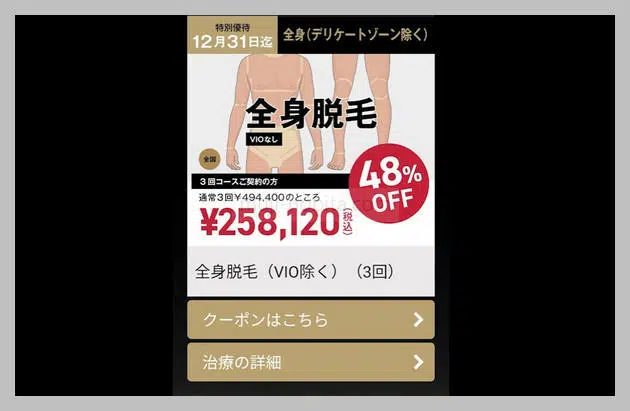 特別優待
12月31日迄
全身(デリケートゾーン除く)
全身脱毛
VIOなし
全国
3回コースご契約の方
通常3回¥494,400のところ
¥258,120(税込)
48%
OFF
全身脱毛（VIO除く）（3回）
クーポンはこちら
治療の詳細